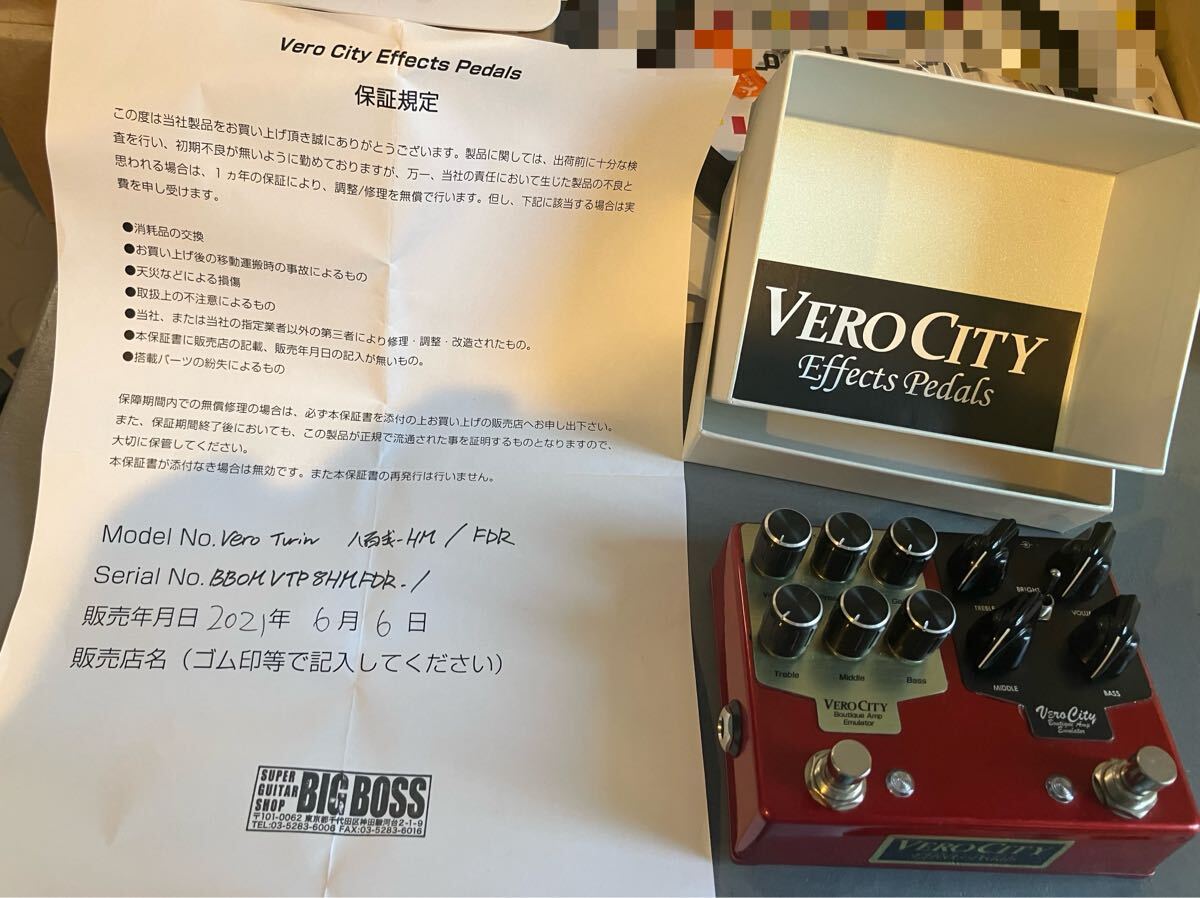 Vero City Effects Pedals
保証規定
この度は当社製品をお買い上げ頂き誠にありがとうございます。製品に関しては、出荷前に十分な検
査を行い、初期不良が無いように勤めておりますが、万一、当社の責任において生じた製品の不良と
思われる場合は、1ヵ年の保証により、調整/修理を無償で行います。但し、下記に該当する場合は実
費を申し受けます。
●消耗品の交換
●お買い上げ後の移動運搬時の事故によるもの
●天災などによる損傷
●取扱上の不注意によるもの
●当社、または当社の指定業者以外の第三者により修理・調整・改造されたもの。
●本保証書に販売店の記載、販売年月日の記入が無いもの。
●搭載パーツの紛失によるもの
保障期間内での無償修理の場合は、必ず本保証書を添付の上お買い上げの販売店へお申し出下さい。
また、保証期間終了後においても、この製品が正規で流通された事を証明するものとなりますので、
大切に保管してください。
本保証書が添付なき場合は無効です。また本保証書の再発行は行いません。
Model No. Vero Twin -HM / FDR
Serial No. BBOMVTP8HMFDR-1
販売年月日 2021年 6月 6日
販売店名（ゴム印等で記入してください）
SUPER GUITAR SHOP BIG BOSS
〒101-0062 東京都千代田区神田駿河台2-1-9
TEL:03-5283-6006 FAX:03-5283-6016
VERO CITY
Effects Pedals
Treble Middle Bass
VERO CITY
Boutique Amp
Emulator
BRIGHT
TREBLE
MIDDLE BASS
Vero City
Boutique Amp
Emulator
VERO CITY
Effects Pedals